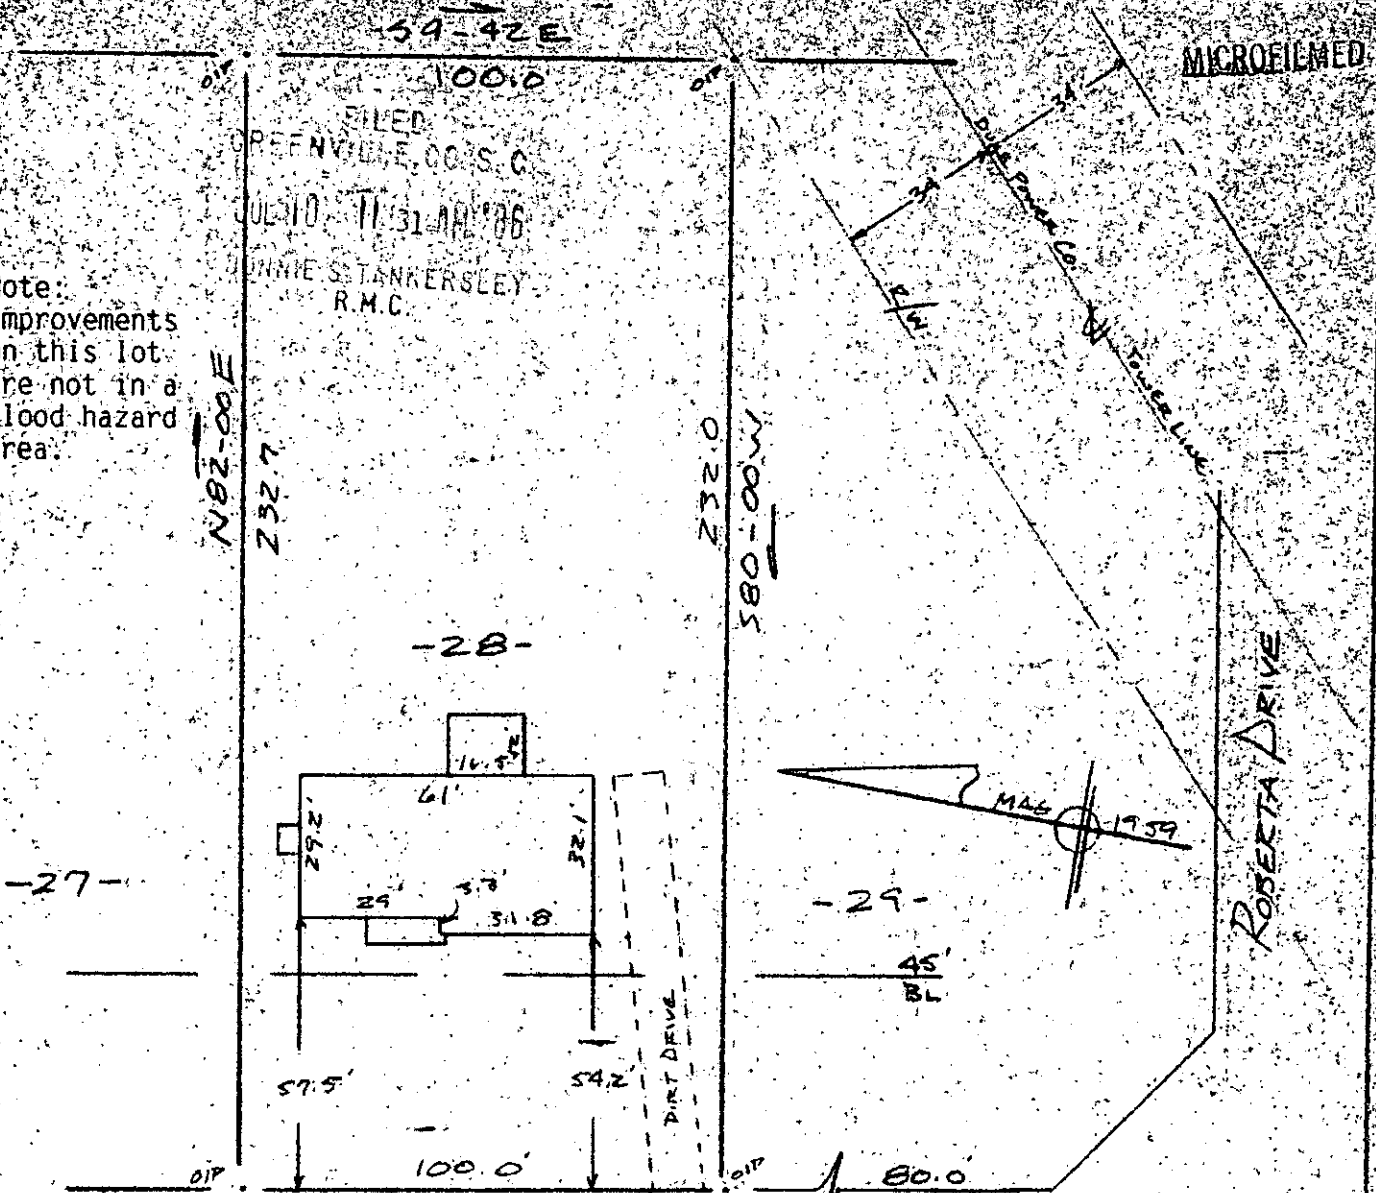 S9-42E
100.0
OIP
OIP
MICROFILMED
FILED
GREENVILLE, CO. S. C.
JUL 10 11 31 AM '86
DONNIE S. TANKERSLEY
R.M.C.
ote:
mprovements
n this lot
re not in a
lood hazard
rea.
N82-00E
232.7
232.0
S80-00W
34
34
DUKE POWER CO.
TOWER LINE
R/W
-28-
16.5'
12'
61'
29.2'
32.1'
29'
3.7'
31.8
-27-
-29-
MAG 1959
ROBERTA DRIVE
45'
BL
57.5'
54.2'
DIRT DRIVE
OIP
100.0'
OIP
80.0'